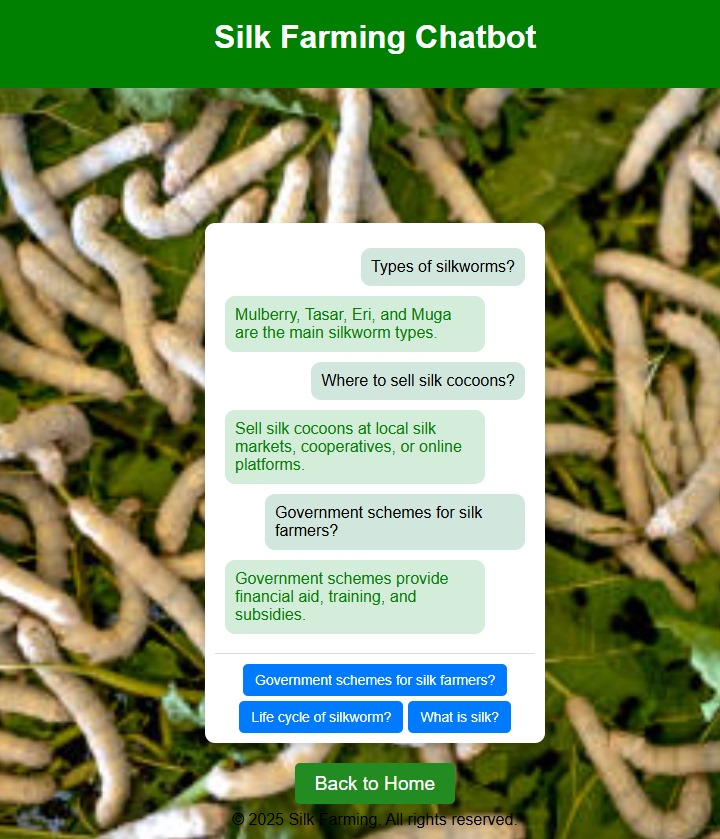 Silk Farming Chatbot
Types of silkworms?
Mulberry, Tasar, Eri, and Muga
are the main silkworm types.
Where to sell silk cocoons?
Sell silk cocoons at local silk
markets, cooperatives, or online
platforms.
Government schemes for silk
farmers?
Government schemes provide
financial aid, training, and
subsidies.
Government schemes for silk farmers?
Life cycle of silkworm? What is silk?
Back to Home
© 2025 Silk Farming. All rights reserved.